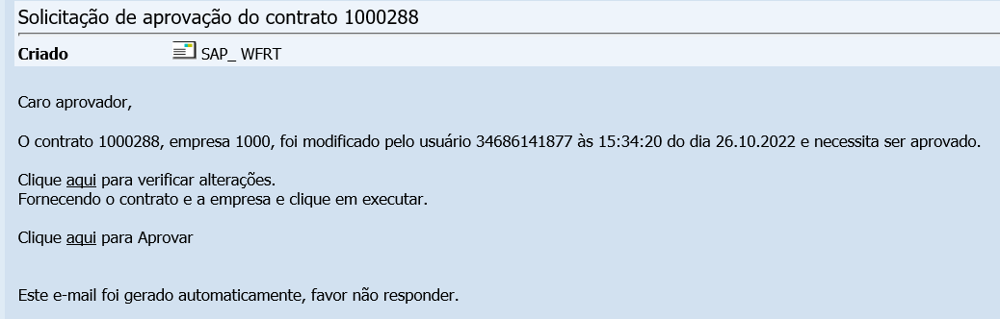 Solicitação de aprovação do contrato 1000288
Criado SAP_ WFRT
Caro aprovador,
O contrato 1000288, empresa 1000, foi modificado pelo usuário 34686141877 às 15:34:20 do dia 26.10.2022 e necessita ser aprovado.
Clique aqui para verificar alterações.
Fornecendo o contrato e a empresa e clique em executar.
Clique aqui para Aprovar
Este e-mail foi gerado automaticamente, favor não responder.